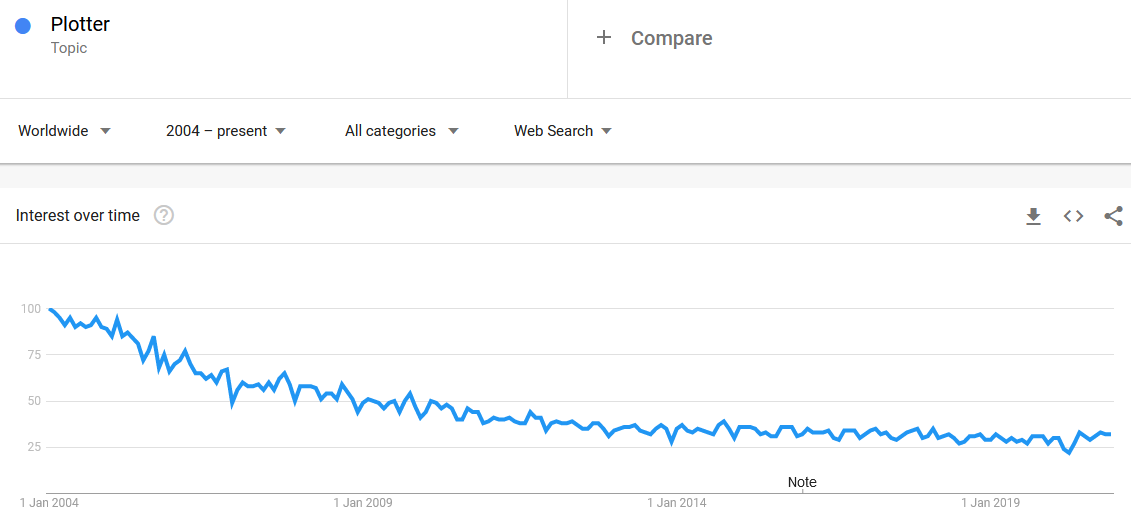 Plotter
Topic
+ Compare
Worldwide
2004 – present
All categories
Web Search
Interest over time ?
100
75
50
25
Note
1 Jan 2004
1 Jan 2009
1 Jan 2014
1 Jan 2019